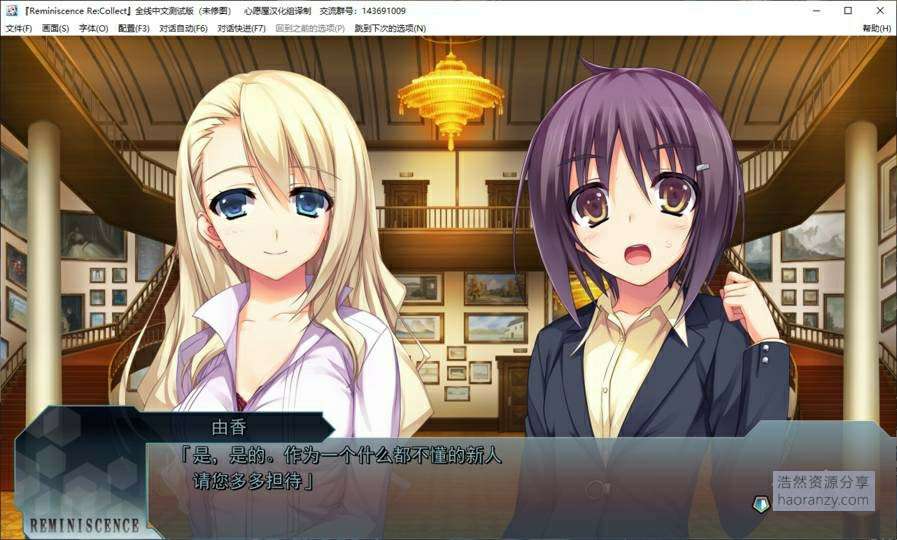 『Reminiscence Re:Collect』全线中文测试版（未修图） 心愿屋汉化组译制 交流群号：143691009
文件(F) 画面(S) 字体(O) 配置(F3) 对话自动(F6) 对话快进(F7) 回到之前的选项(P) 跳到下次的选项(N) 帮助(H)
由香
「是，是的。作为一个什么都不懂的新人
请您多多担待」
REMINISCENCE
浩然资源分享
haoranzy.com